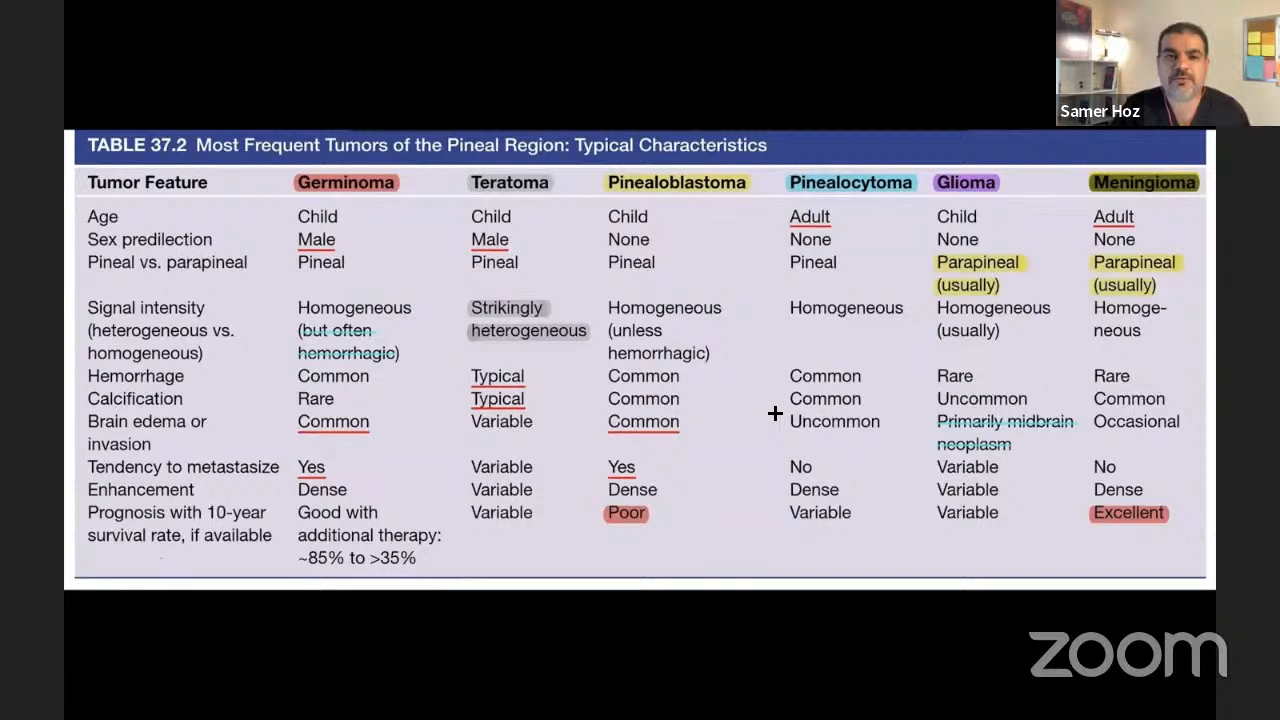 Samer Hoz
TABLE 37.2 Most Frequent Tumors of the Pineal Region: Typical Characteristics
Tumor Feature Germinoma Teratoma Pinealoblastoma Pinealocytoma Glioma Meningioma
Age Child Child Child Adult Child Adult
Sex predilection Male Male None None None None
Pineal vs. parapineal Pineal Pineal Pineal Pineal Parapineal Parapineal
(usually) (usually)
Signal intensity Homogeneous Strikingly Homogeneous Homogeneous Homogeneous Homoge-
(heterogeneous vs. (but often heterogeneous (unless (usually) neous
homogeneous) hemorrhagic) hemorrhagic)
Hemorrhage Common Typical Common Common Rare Rare
Calcification Rare Typical Common Common Uncommon Common
Brain edema or Common Variable Common Uncommon Primarily midbrain Occasional
invasion neoplasm
Tendency to metastasize Yes Variable Yes No Variable No
Enhancement Dense Variable Dense Dense Variable Dense
Prognosis with 10-year Good with Variable Poor Variable Variable Excellent
survival rate, if available additional therapy:
~85% to >35%
zoom